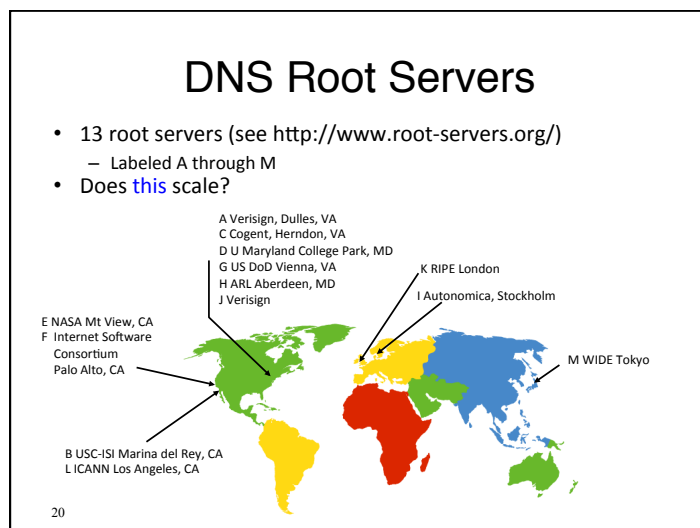 DNS Root Servers
• 13 root servers (see http://www.root-servers.org/)
– Labeled A through M
• Does this scale?
A Verisign, Dulles, VA
C Cogent, Herndon, VA
D U Maryland College Park, MD
G US DoD Vienna, VA
H ARL Aberdeen, MD
J Verisign
K RIPE London
I Autonomica, Stockholm
E NASA Mt View, CA
F Internet Software
Consortium
Palo Alto, CA
M WIDE Tokyo
B USC-ISI Marina del Rey, CA
L ICANN Los Angeles, CA
20